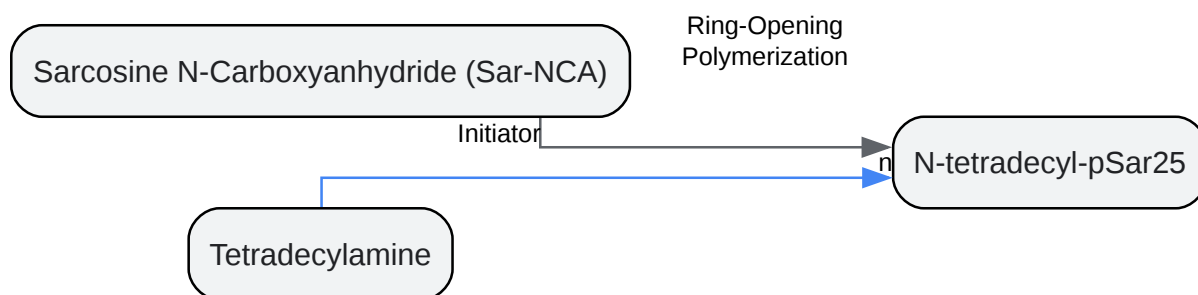 Ring-Opening
Polymerization
Sarcosine N-Carboxyanhydride (Sar-NCA)
Initiator
n
N-tetradecyl-pSar25
Tetradecylamine